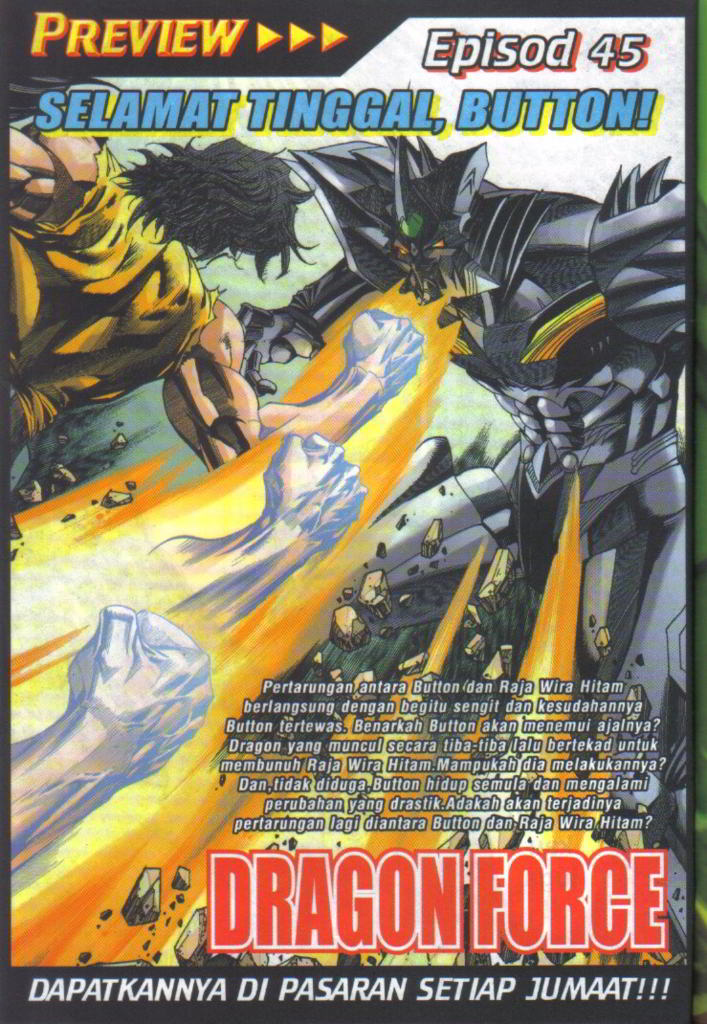 PREVIEW
Episod 45
SELAMAT TINGGAL, BUTTON!
Pertarungan antara Button dan Raja Wira Hitam
berlangsung dengan begitu sengit dan kesudahannya
Button tertewas. Benarkah Button akan menemui ajalnya?
Dragon yang muncul secara tiba-tiba lalu bertekad untuk
membunuh Raja Wira Hitam.Mampukah dia melakukannya?
Dan,tidak diduga,Button hidup semula dan mengalami
perubahan yang drastik.Adakah akan terjadinya
pertarungan lagi diantara Button dan Raja Wira Hitam?
DRAGON FORCE
DAPATKANNYA DI PASARAN SETIAP JUMAAT!!!